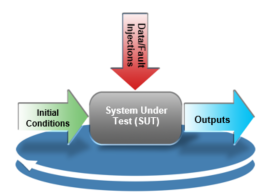 Data/Fault
Injections
Initial
Conditions
System Under
Test (SUT)
Outputs